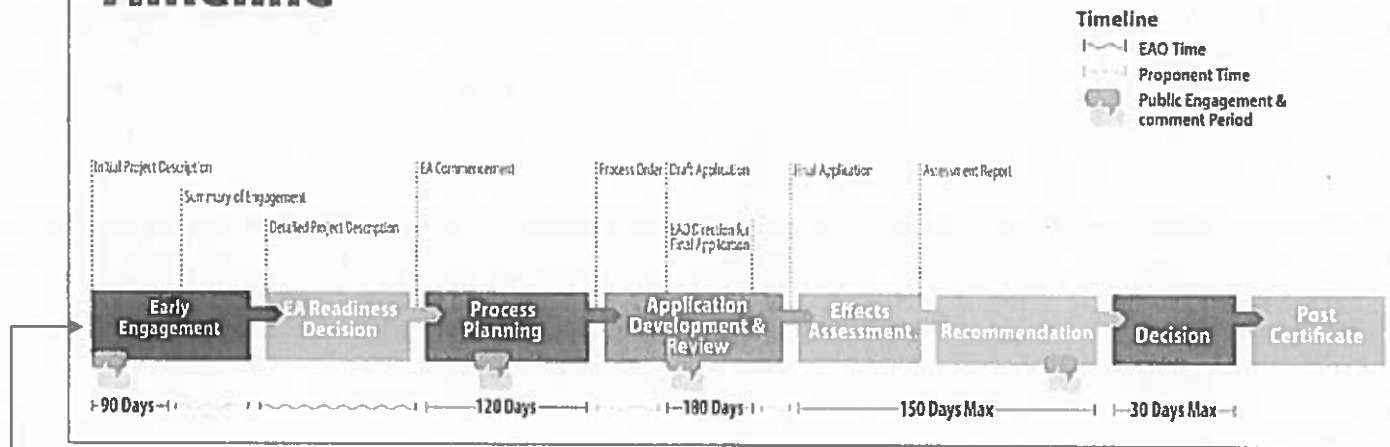 Timeline
Timeline
EAO Time
Proponent Time
Public Engagement &
comment Period
Initial Project Description
Summary of Engagement
Detailed Project Description
EA Commencement
Process Order
Draft Application
EAO Direction for
Final Application
Final Application
Assessment Report
Early
Engagement
EA Readiness
Decision
Process
Planning
Application
Development &
Review
Effects
Assessment
Recommendation
Decision
Post
Certificate
90 Days
120 Days
180 Days
150 Days Max
30 Days Max